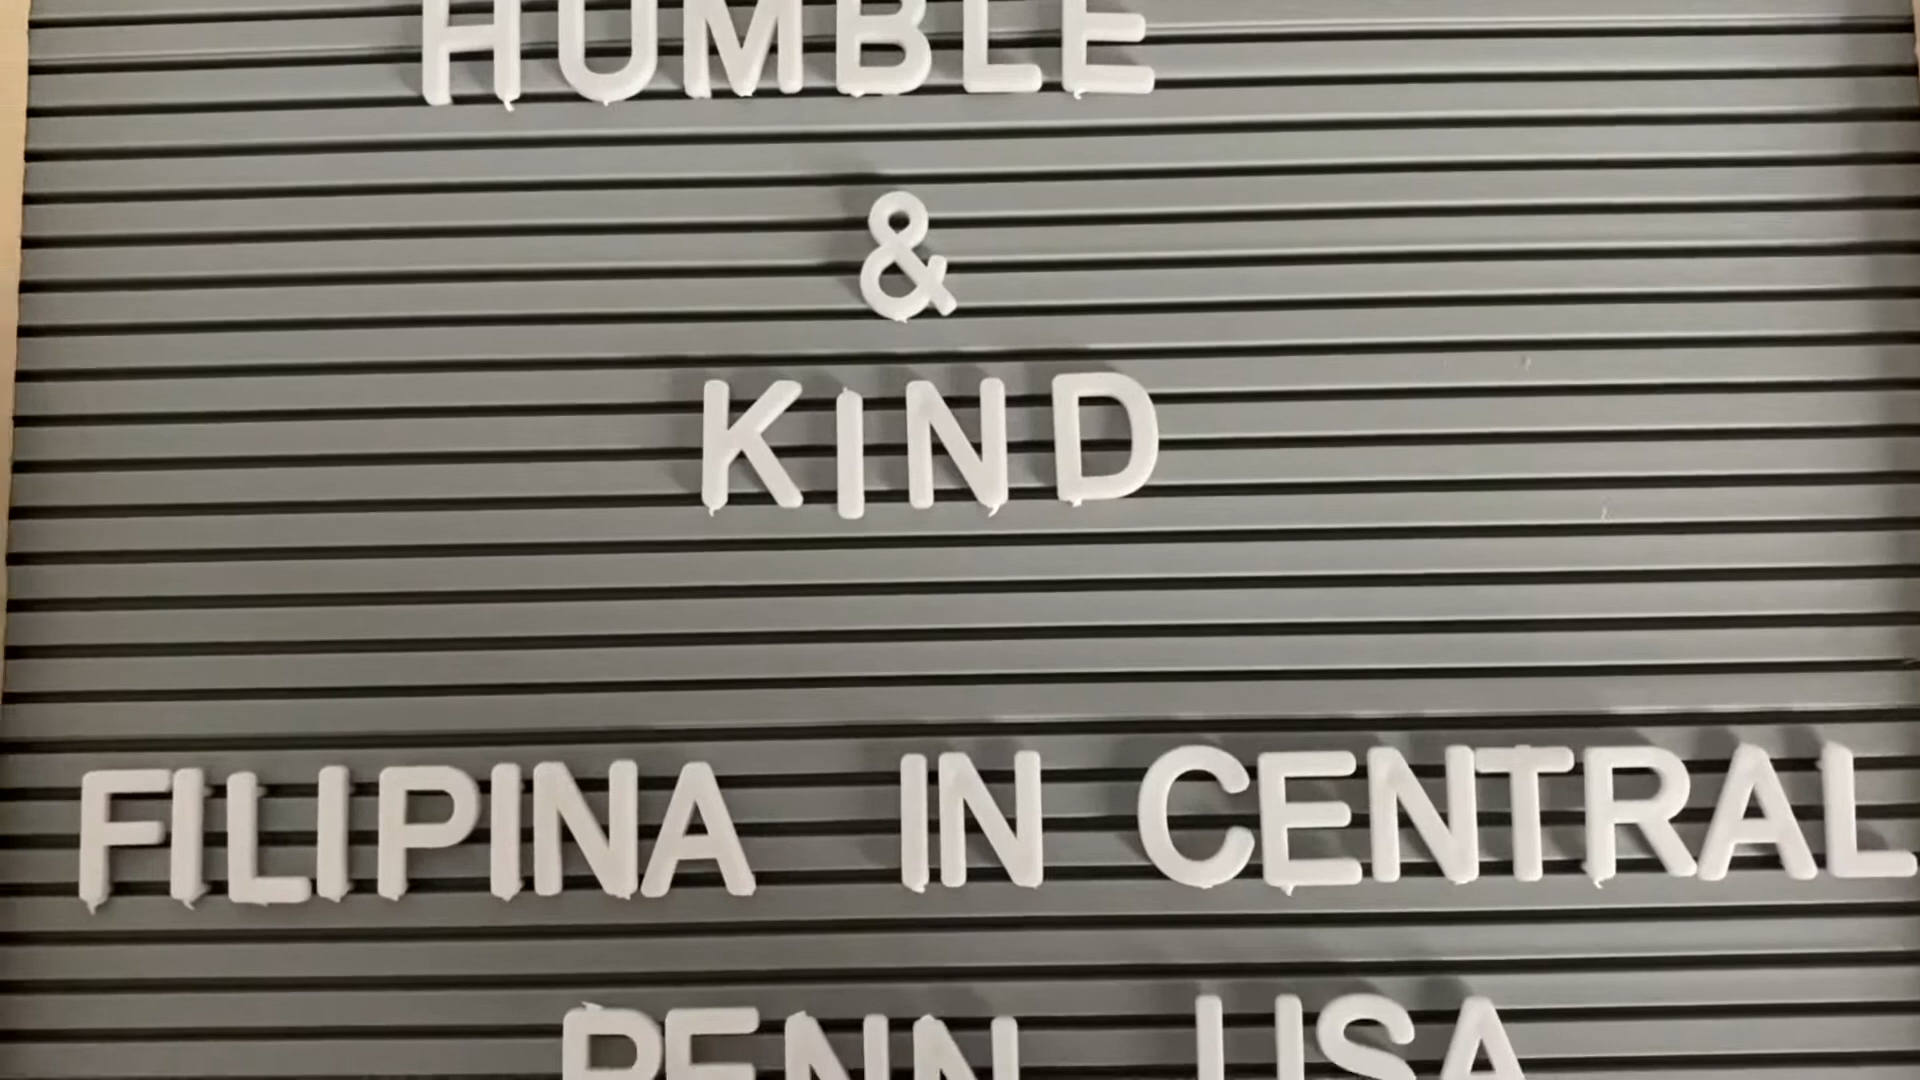 HUMBLE
&
KIND
FILIPINA IN CENTRAL
PENN USA